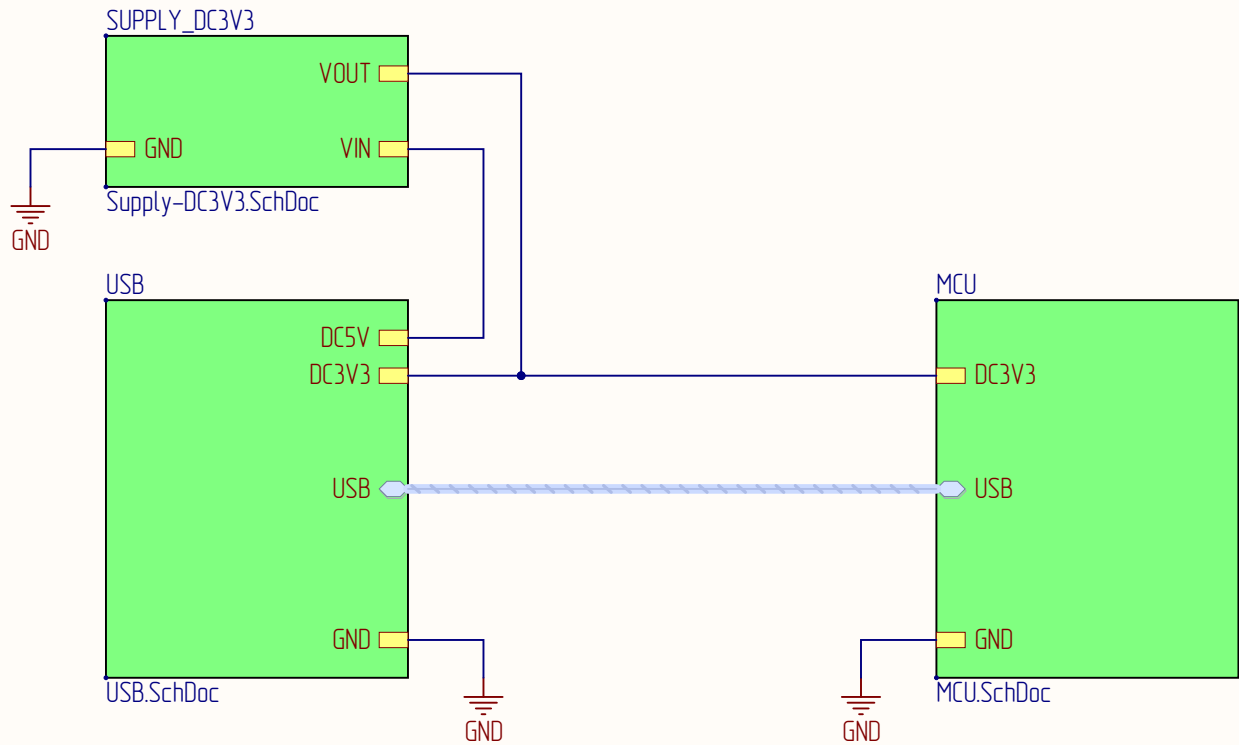 SUPPLY_DC3V3
VOUT
GND
VIN
Supply-DC3V3.SchDoc
GND
USB
MCU
DC5V
DC3V3
DC3V3
USB
USB
GND
GND
USB.SchDoc
MCU.SchDoc
GND
GND